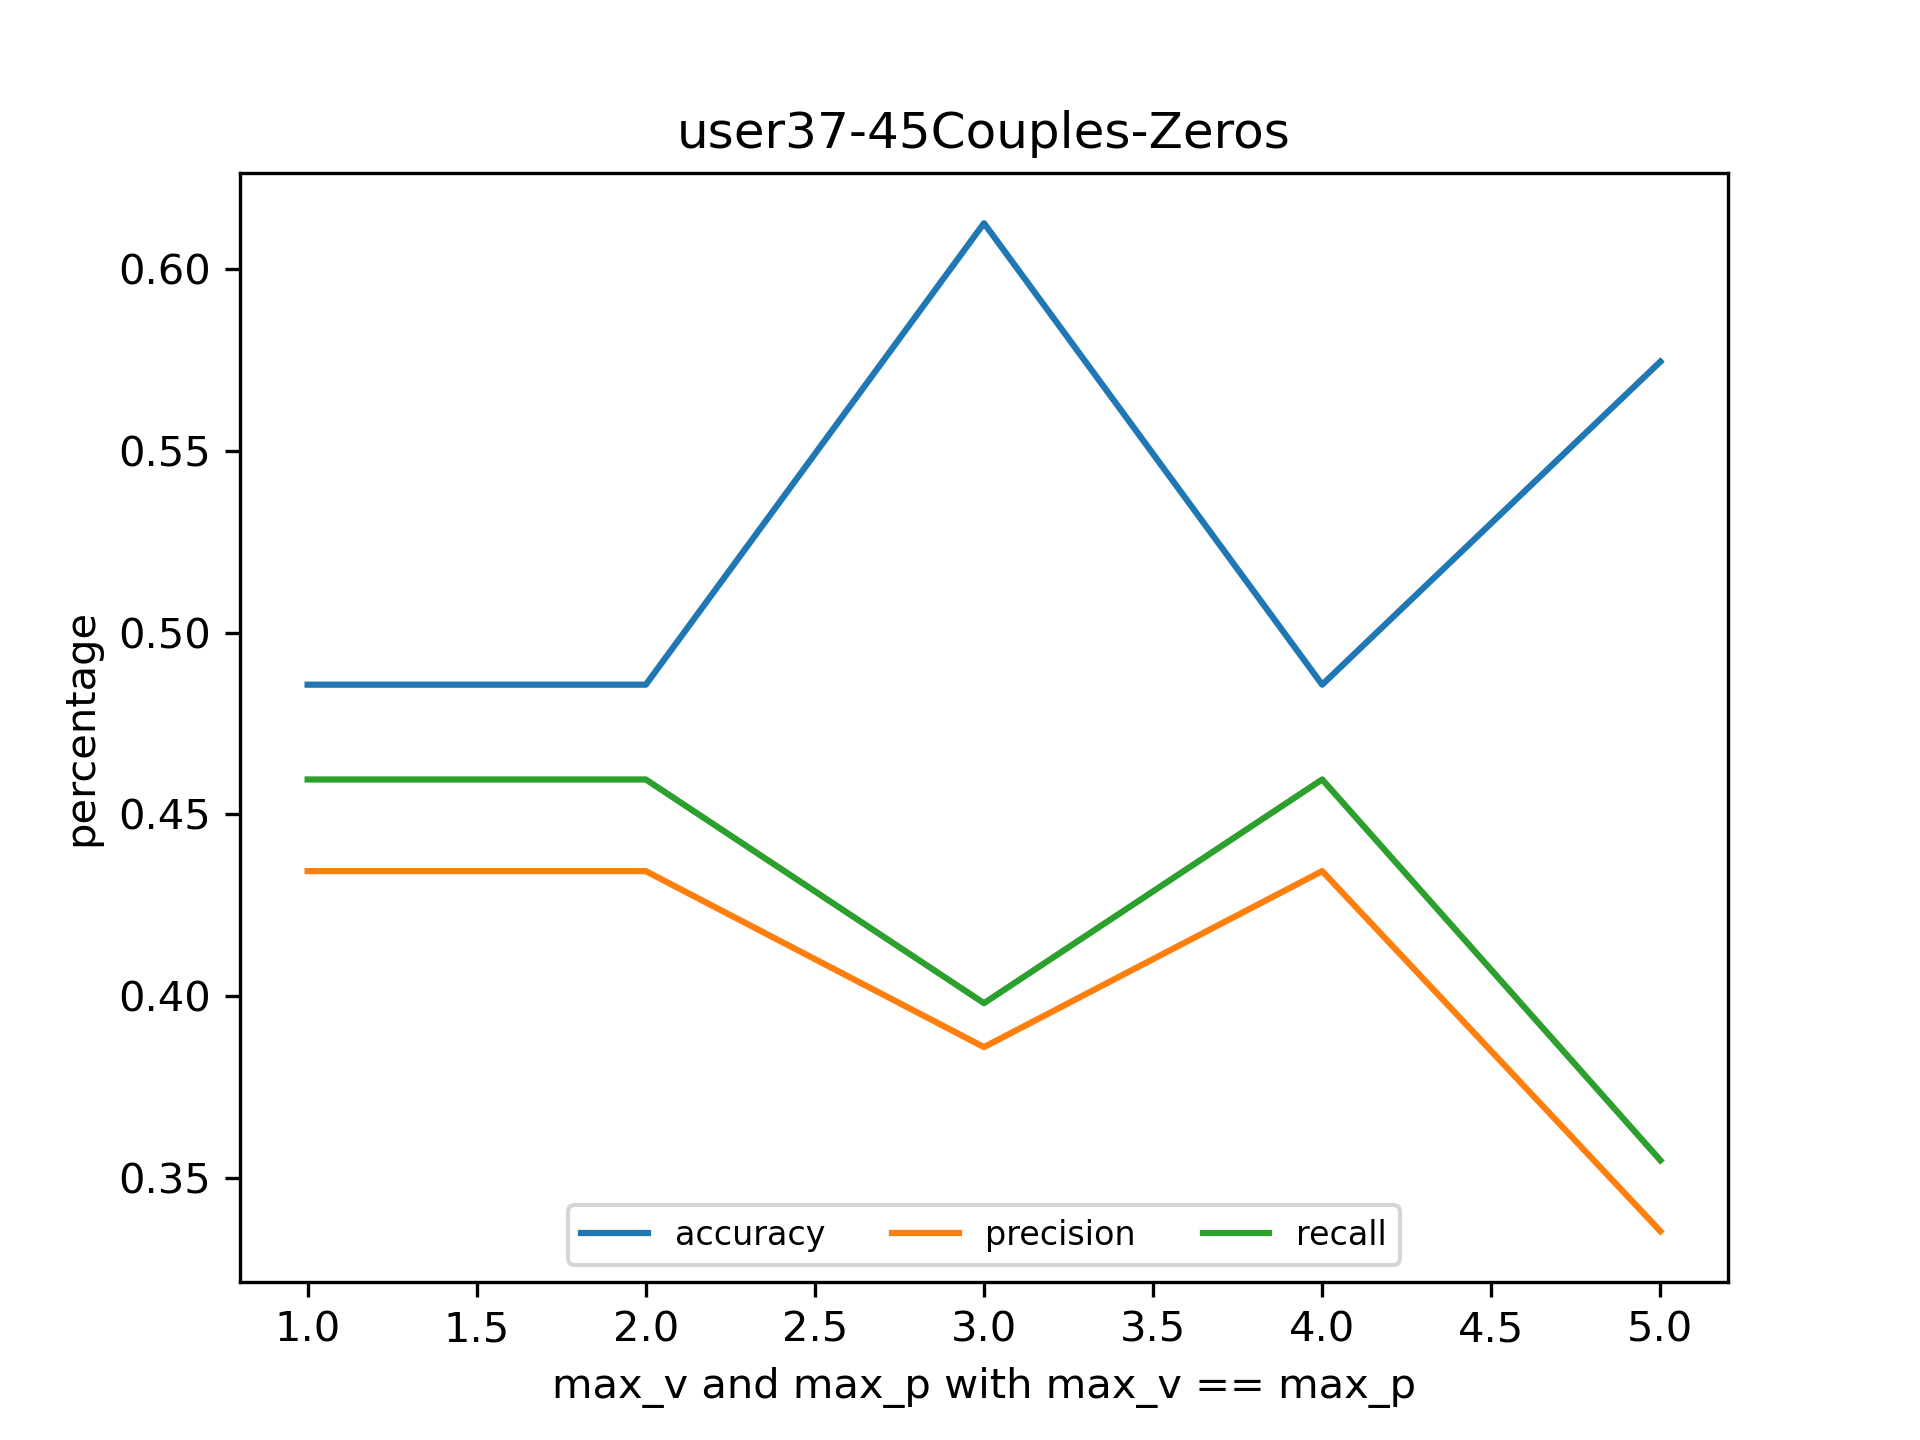 user37-45Couples-Zeros
0.60
0.55
0.50
0.45
0.40
0.35
percentage
accuracy precision recall
1.0 1.5 2.0 2.5 3.0 3.5 4.0 4.5 5.0
max_v and max_p with max_v == max_p